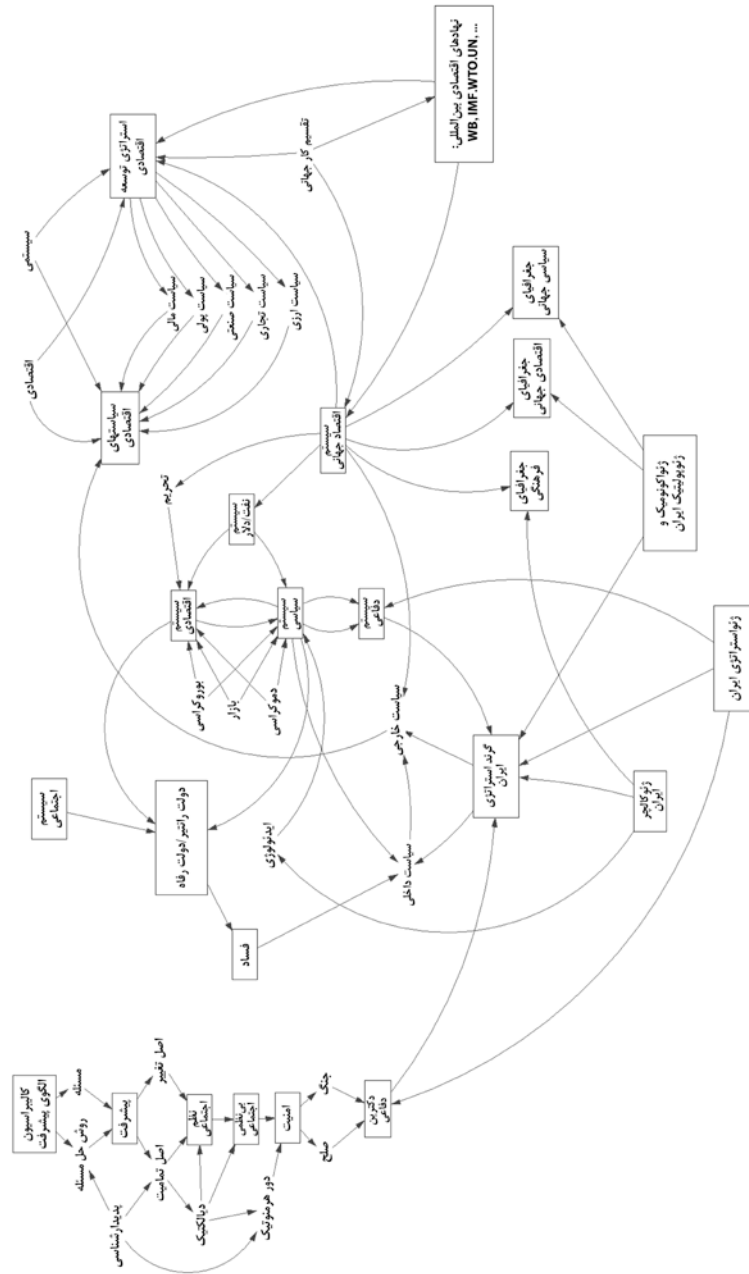 کالیبراسیون
الگوی پیشرفت
مسئله
روش حل مسئله
پدیدارشناسی
پیشرفت
اصل تغییر
اصل تمامیت
نظم
اجتماعی
دیالکتیک
بی‌نظمی
اجتماعی
دور هرمنوتیک
امنیت
جنگ
صلح
دکترین
دفاعی
سیستم
اجتماعی
دولت رانتیر/دولت رفاه
فساد
ایدئولوژی
سیاست داخلی
سیاست خارجی
بوروکراسی
بازار
دموکراسی
سیستم
اقتصادی
سیستم
سیاسی
سیستم
دفاعی
گرند استراتژی
ایران
ژئوکالچر
ایران
ژئواستراتژی ایران
تحریم
سیستم
نفت/دلار
سیستم
اقتصاد جهانی
جغرافیای
فرهنگی
جغرافیای
اقتصادی جهانی
جغرافیای
سیاسی جهانی
ژئواکونومیک و
ژئوپولیتیک ایران
سیاستهای
اقتصادی
اقتصادی
سیستمی
سیاست مالی
سیاست پولی
سیاست صنعتی
سیاست تجاری
سیاست ارزی
استراتژی توسعه
اقتصادی
تقسیم کار جهانی
نهادهای اقتصادی بین‌المللی:
WB, IMF.WTO.UN, ...